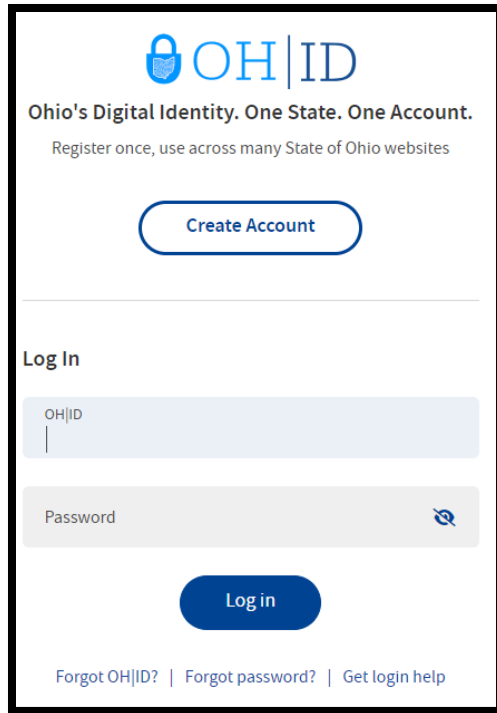 OH|ID
Ohio's Digital Identity. One State. One Account.
Register once, use across many State of Ohio websites
Create Account
Log In
OH|ID
Password
Log in
Forgot OH|ID? | Forgot password? | Get login help